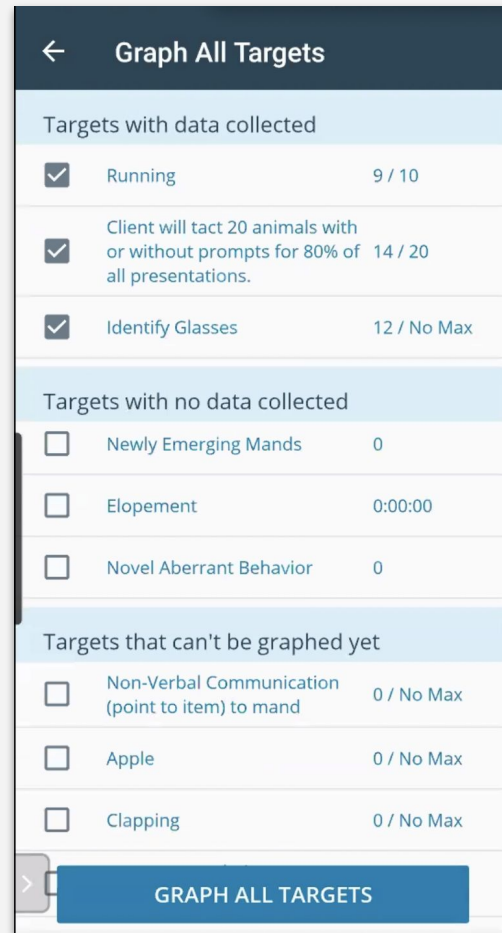 Graph All Targets
Targets with data collected
Running 9 / 10
Client will tact 20 animals with
or without prompts for 80% of 14 / 20
all presentations.
Identify Glasses 12 / No Max
Targets with no data collected
Newly Emerging Mands 0
Elopement 0:00:00
Novel Aberrant Behavior 0
Targets that can't be graphed yet
Non-Verbal Communication
(point to item) to mand 0 / No Max
Apple 0 / No Max
Clapping 0 / No Max
GRAPH ALL TARGETS